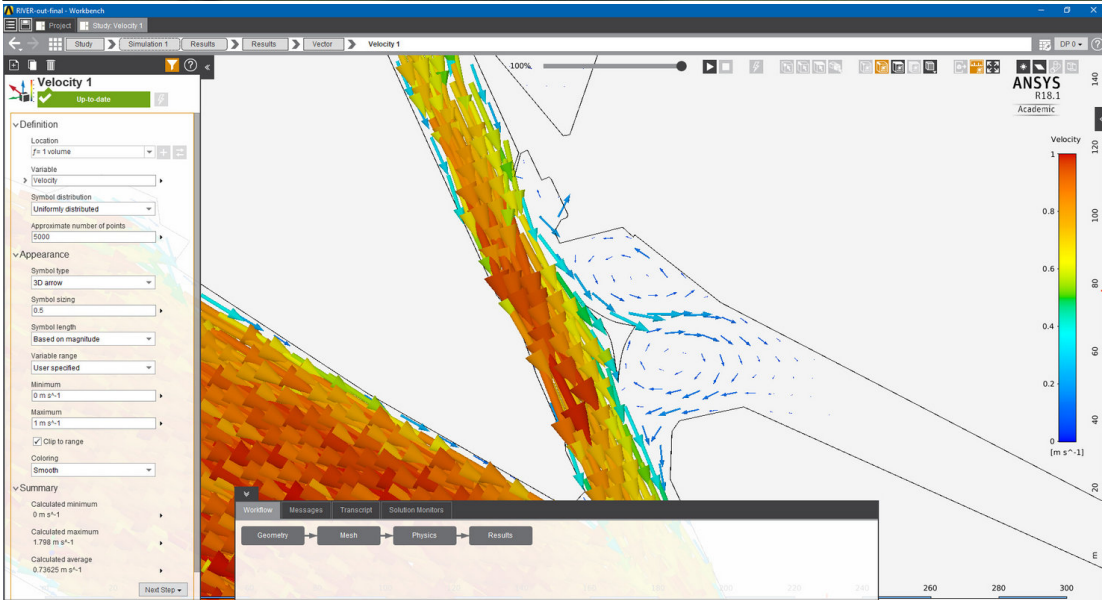 RIVER-out-final - Workbench
Project
Study: Velocity 1
Study
Simulation 1
Results
Results
Vector
Velocity 1
DP 0
Velocity 1
Up-to-date
100%
ANSYS
R18.1
Academic
Definition
Location
ƒ= 1 volume
Variable
Velocity
Symbol distribution
Uniformly distributed
Approximate number of points
5000
Appearance
Symbol type
3D arrow
Symbol sizing
0.5
Symbol length
Based on magnitude
Variable range
User specified
Minimum
0 m s^-1
Maximum
1 m s^-1
Clip to range
Coloring
Smooth
Summary
Calculated minimum
0 m s^-1
Calculated maximum
1.798 m s^-1
Calculated average
0.73625 m s^-1
Next Step
Velocity
1
0.8
0.6
0.4
0.2
0
[m s^-1]
140
120
100
80
60
40
20
E
Workflow
Messages
Transcript
Solution Monitors
Geometry
Mesh
Physics
Results
200
220
240
260
280
300